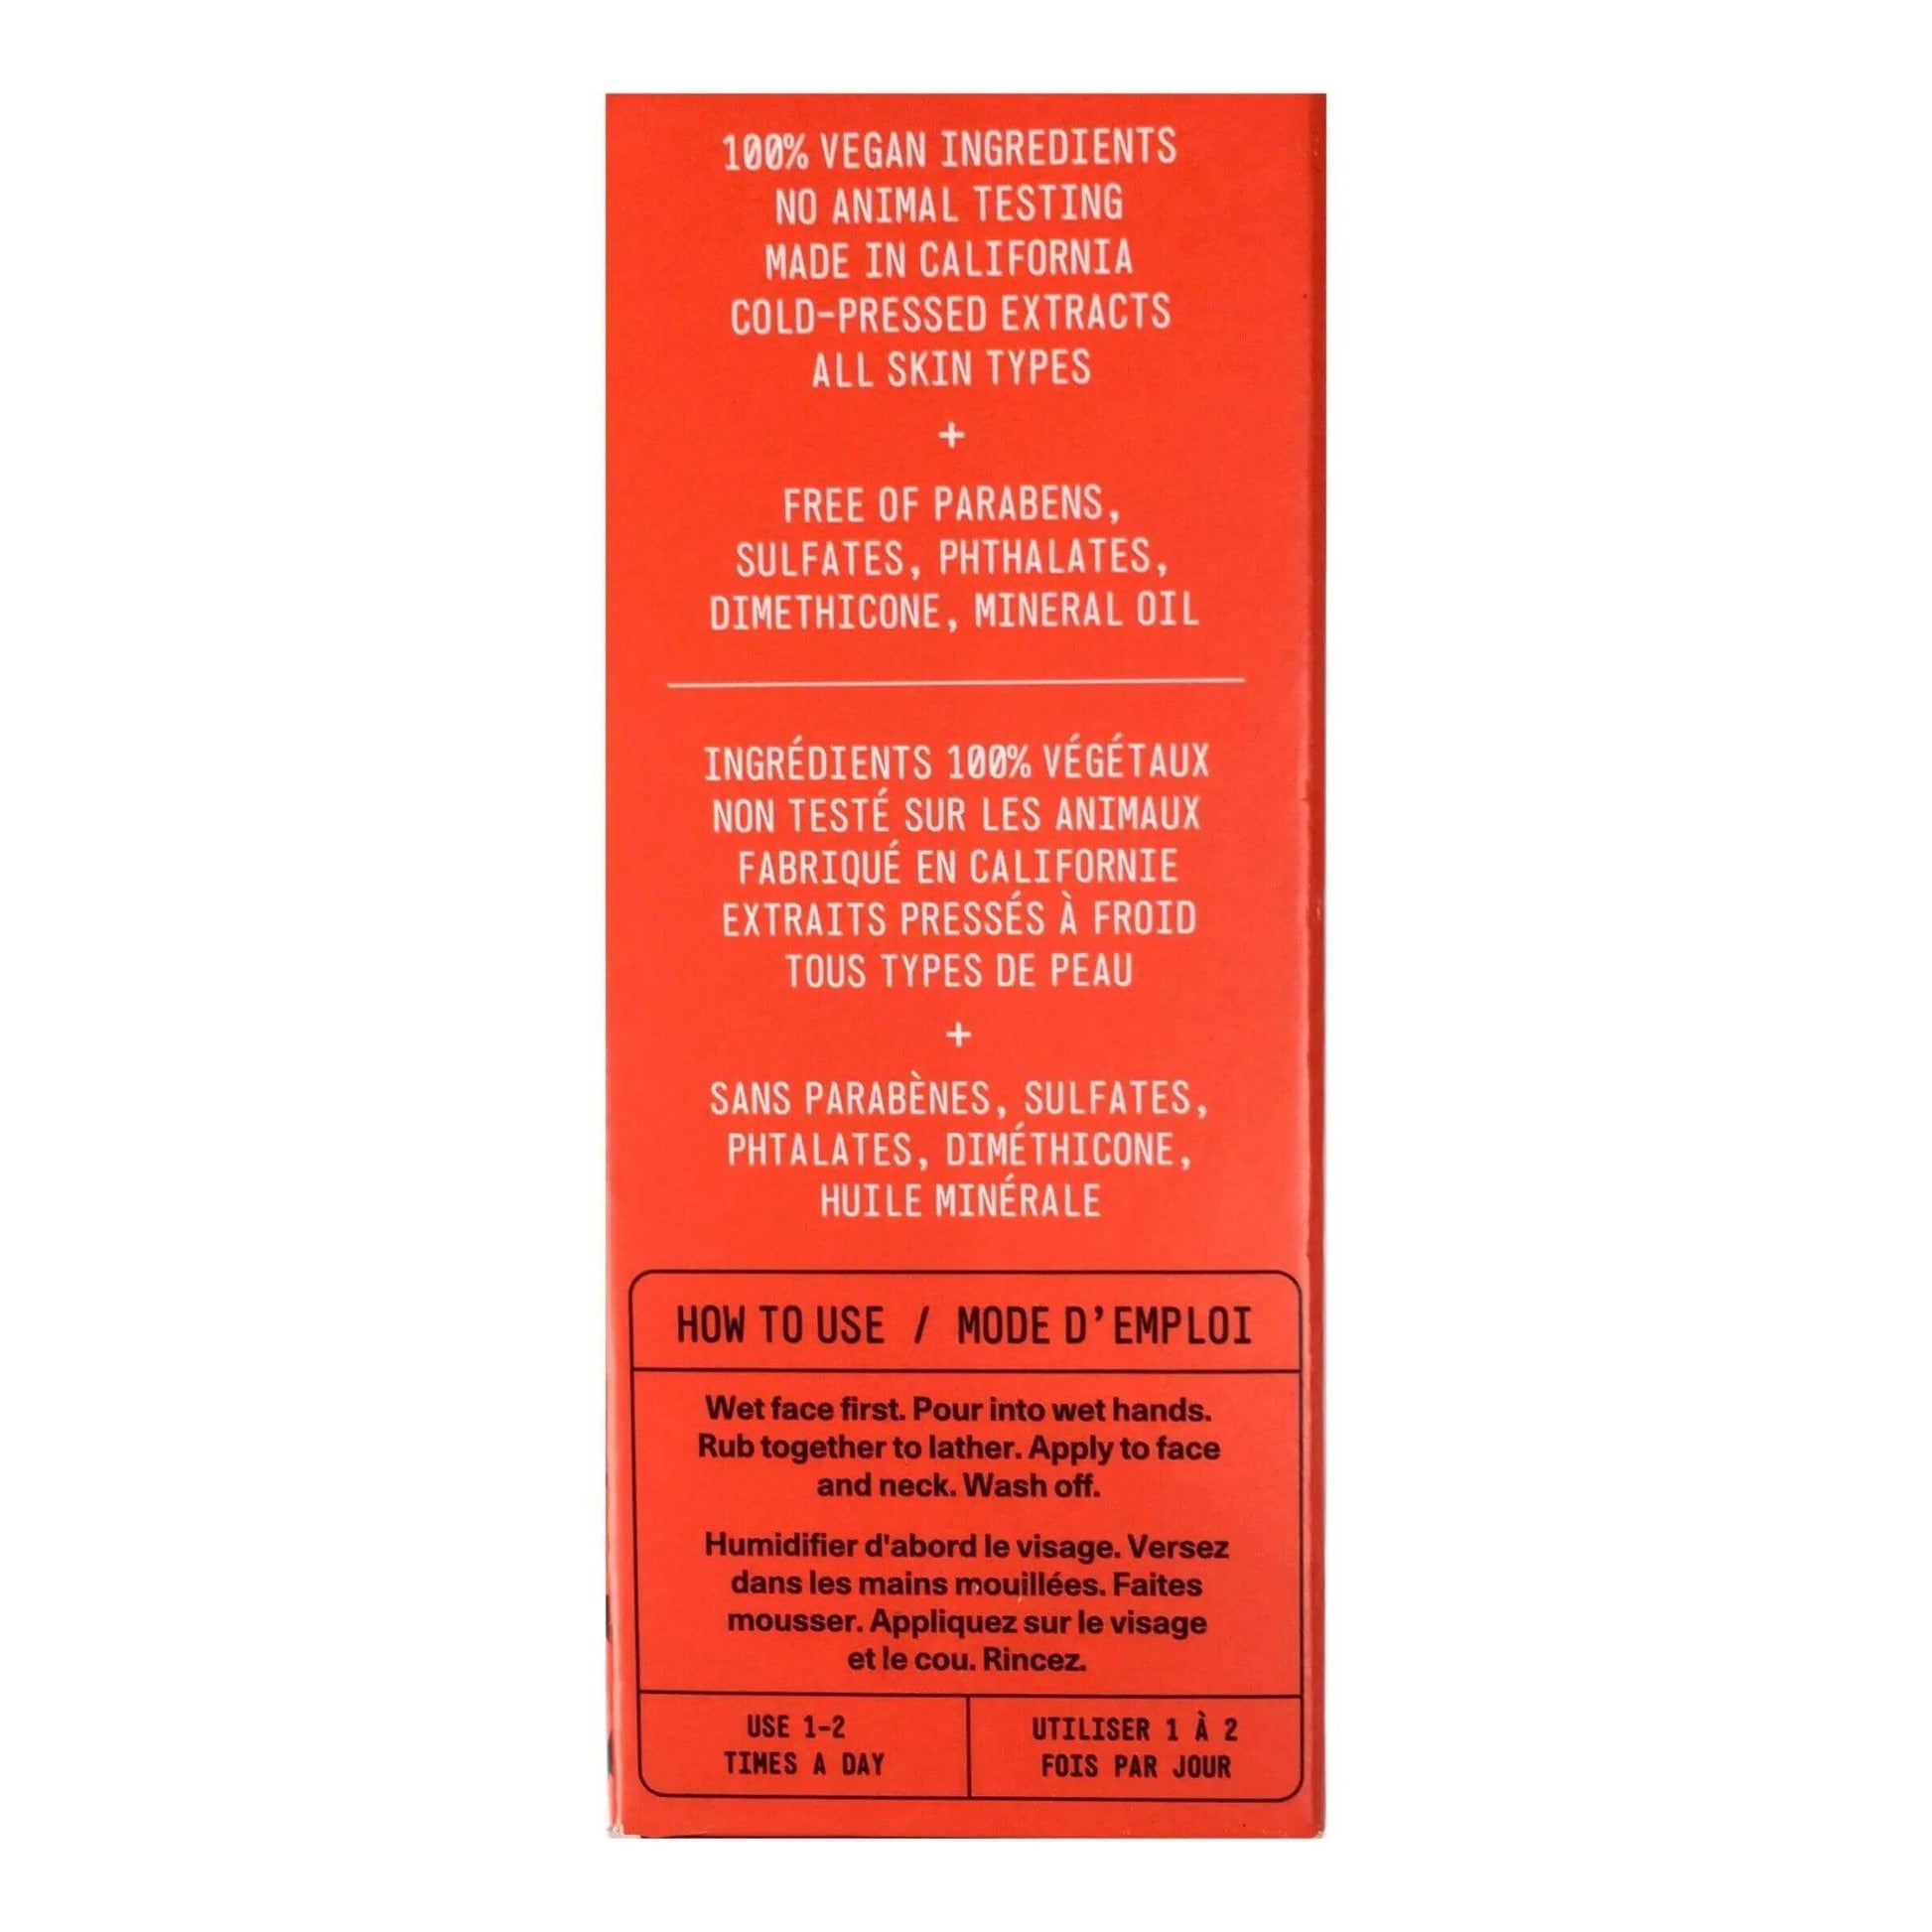 100% VEGAN INGREDIENTS
NO ANIMAL TESTING
MADE IN CALIFORNIA
COLD-PRESSED EXTRACTS
ALL SKIN TYPES
+
FREE OF PARABENS,
SULFATES, PHTHALATES,
DIMETHICONE, MINERAL OIL
INGRÉDIENTS 100% VÉGÉTAUX
NON TESTÉ SUR LES ANIMAUX
FABRIQUÉ EN CALIFORNIE
EXTRAITS PRESSÉS À FROID
TOUS TYPES DE PEAU
+
SANS PARABÈNES, SULFATES,
PHTALATES, DIMÉTHICONE,
HUILE MINÉRALE
HOW TO USE / MODE D'EMPLOI
Wet face first. Pour into wet hands.
Rub together to lather. Apply to face
and neck. Wash off.
Humidifier d'abord le visage. Versez
dans les mains mouillées. Faites
mousser. Appliquez sur le visage
et le cou. Rincez.
USE 1-2
TIMES A DAY
UTILISER 1 À 2
FOIS PAR JOUR